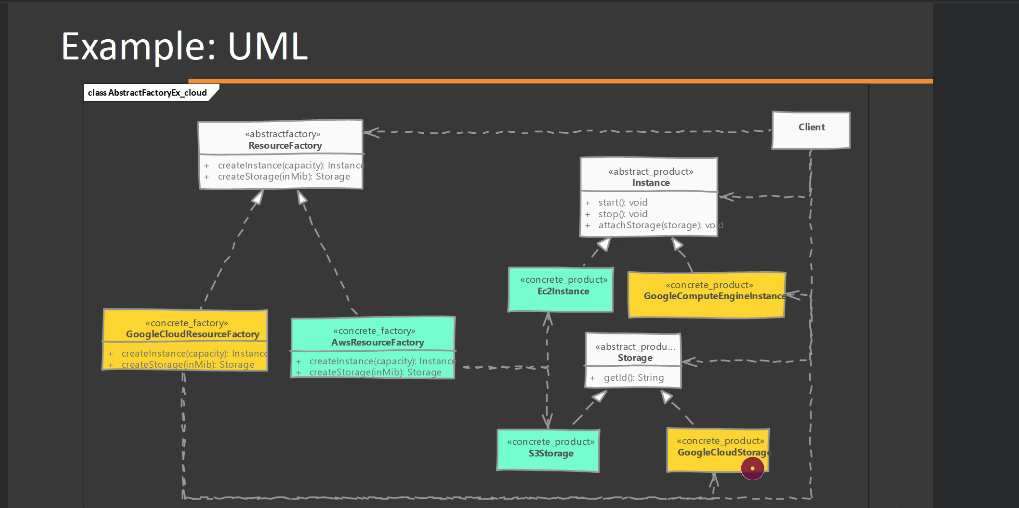 Example: UML
class AbstractFactoryEx_cloud
«abstractfactory»
ResourceFactory
+ createInstance(capacity): Instance
+ createStorage(inMib): Storage
Client
«abstract_product»
Instance
+ start(): void
+ stop(): void
+ attachStorage(storage): void
«concrete_product»
Ec2Instance
«concrete_product»
GoogleComputeEngineInstance
«concrete_factory»
GoogleCloudResourceFactory
+ createInstance(capacity): Instance
+ createStorage(inMib): Storage
«concrete_factory»
AwsResourceFactory
+ createInstance(capacity): Instance
+ createStorage(inMib): Storage
«abstract_produ...
Storage
+ getId(): String
«concrete_product»
S3Storage
«concrete_product»
GoogleCloudStorage